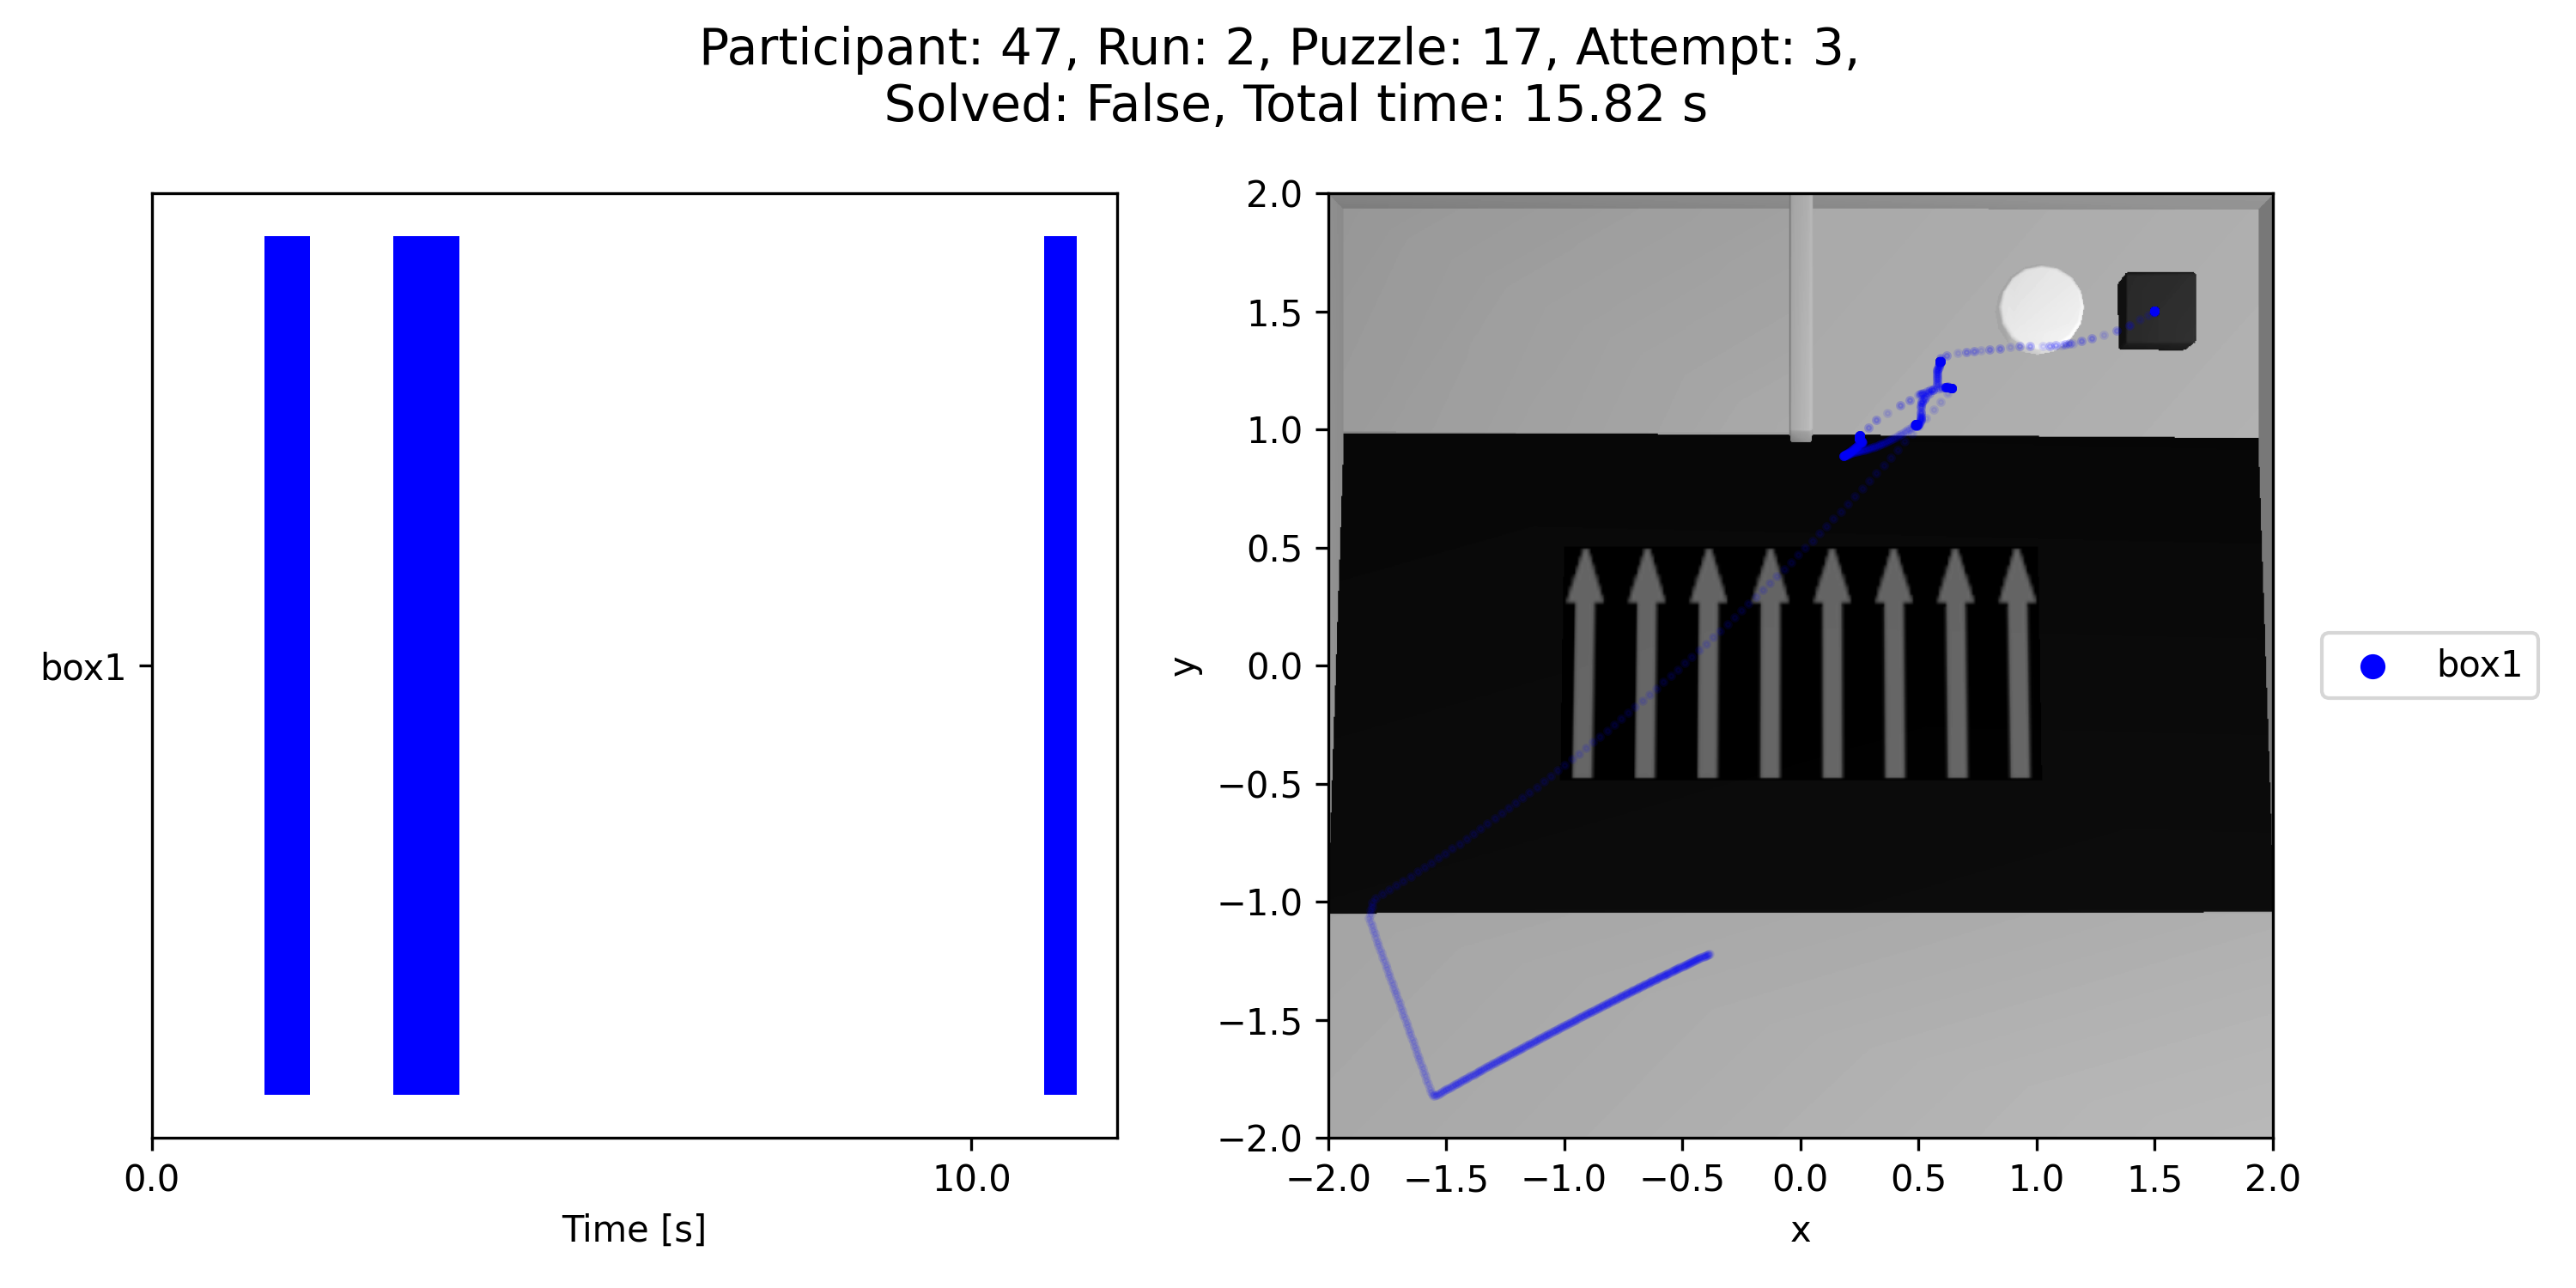 Participant: 47, Run: 2, Puzzle: 17, Attempt: 3,
Solved: False, Total time: 15.82 s
box1
0.0
10.0
Time [s]
2.0
1.5
1.0
0.5
0.0
−0.5
−1.0
−1.5
−2.0
y
−2.0
−1.5
−1.0
−0.5
0.0
0.5
1.0
1.5
2.0
x
box1